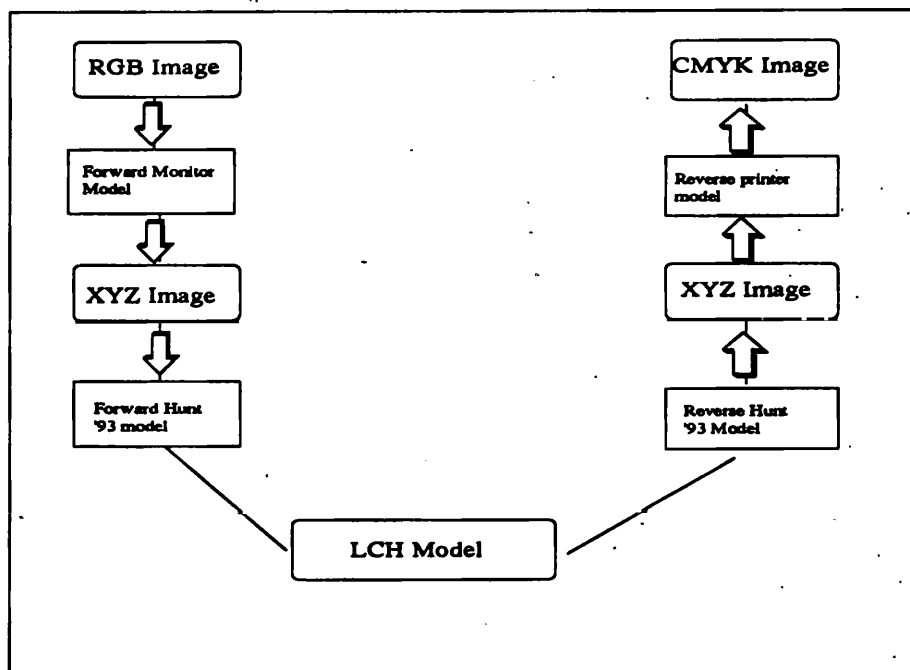 RGB Image
Forward Monitor
Model
XYZ Image
Forward Hunt
'93 model
LCH Model
CMYK Image
Reverse printer
model
XYZ Image
Reverse Hunt
'93 Model